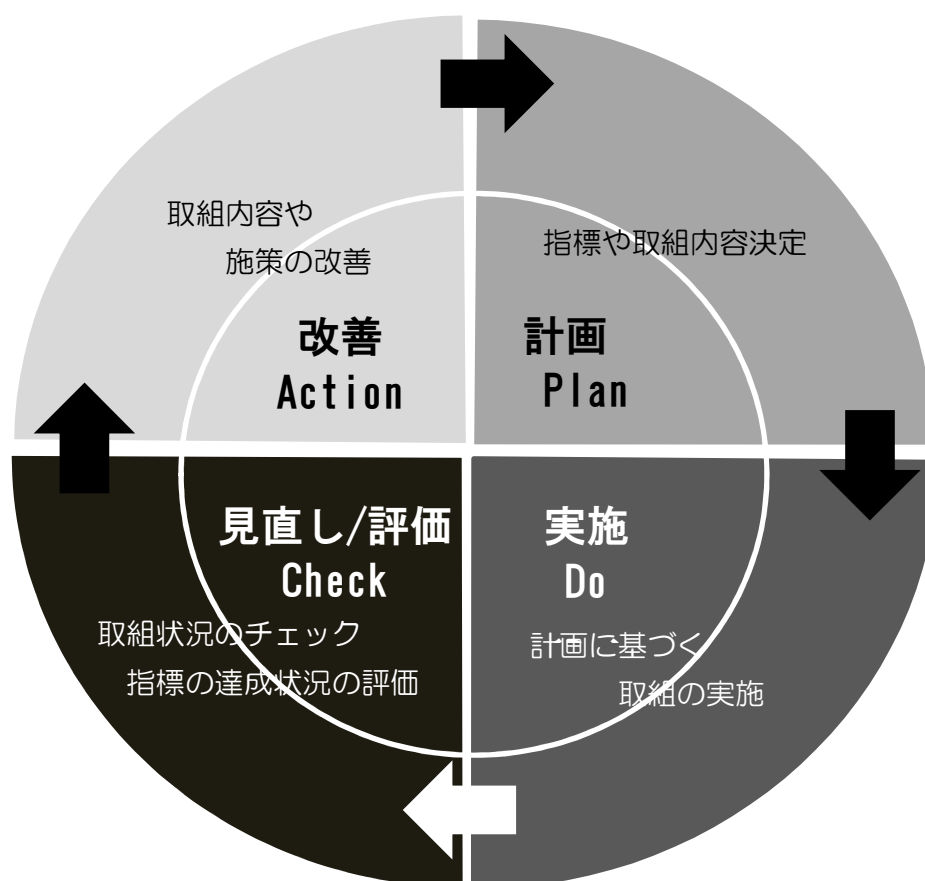 取組内容や
施策の改善
改善
Action
指標や取組内容決定
計画
Plan
見直し/評価
Check
取組状況のチェック
指標の達成状況の評価
実施
Do
計画に基づく
取組の実施